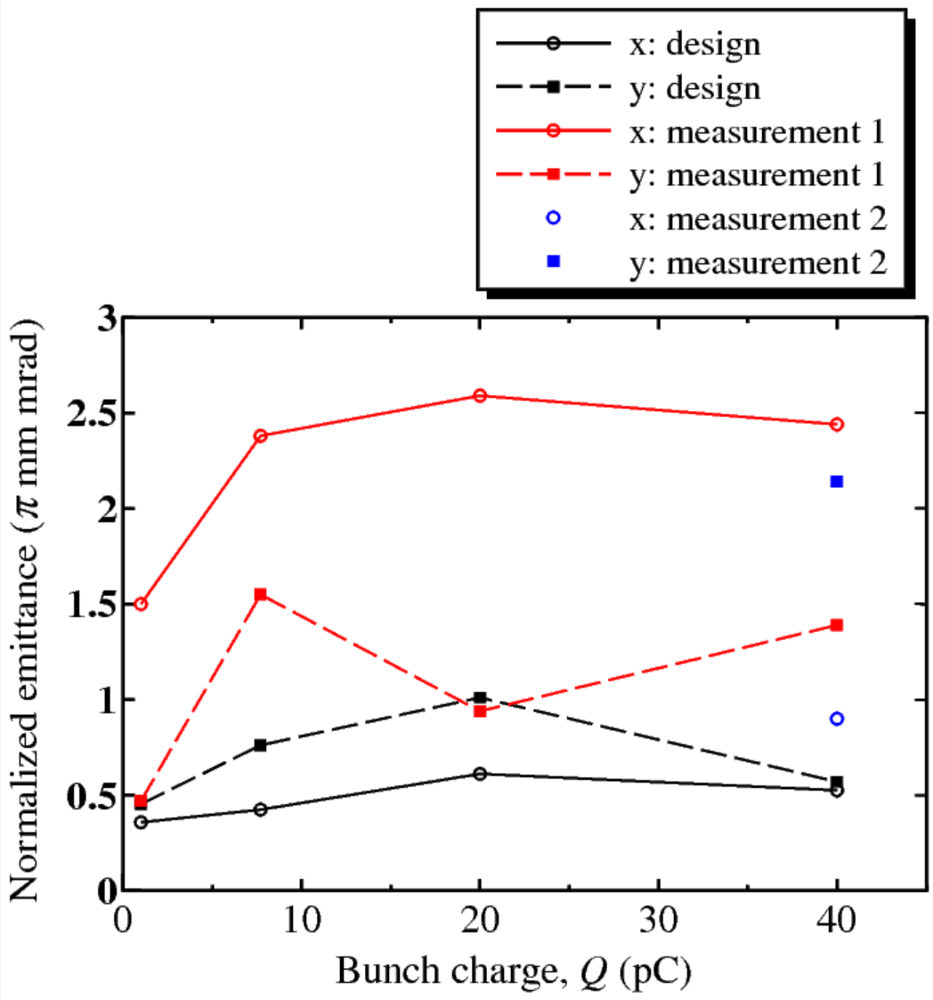 x: design
y: design
x: measurement 1
y: measurement 1
x: measurement 2
y: measurement 2
Normalized emittance (π mm mrad)
3
2.5
2
1.5
1
0.5
0
0 10 20 30 40
Bunch charge, Q (pC)